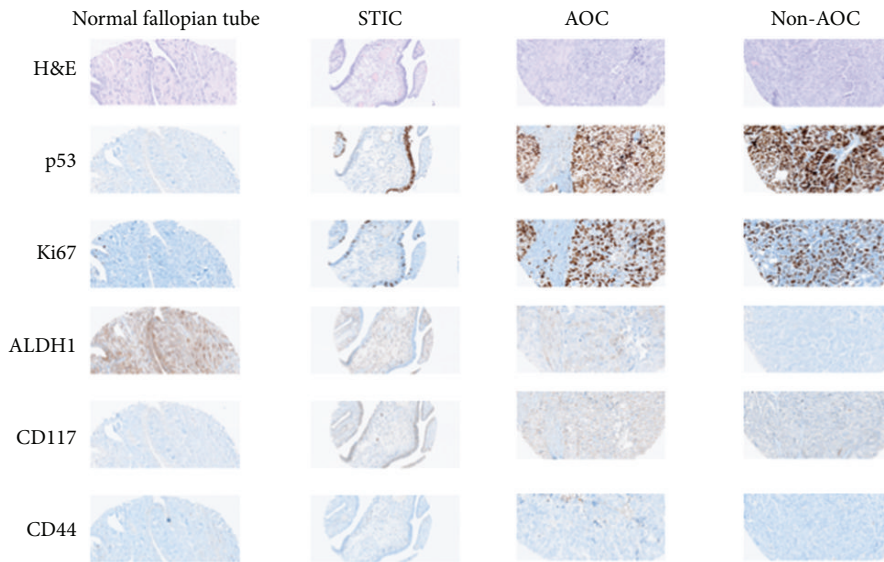 Normal fallopian tube STIC AOC Non-AOC
H&E
p53
Ki67
ALDH1
CD117
CD44